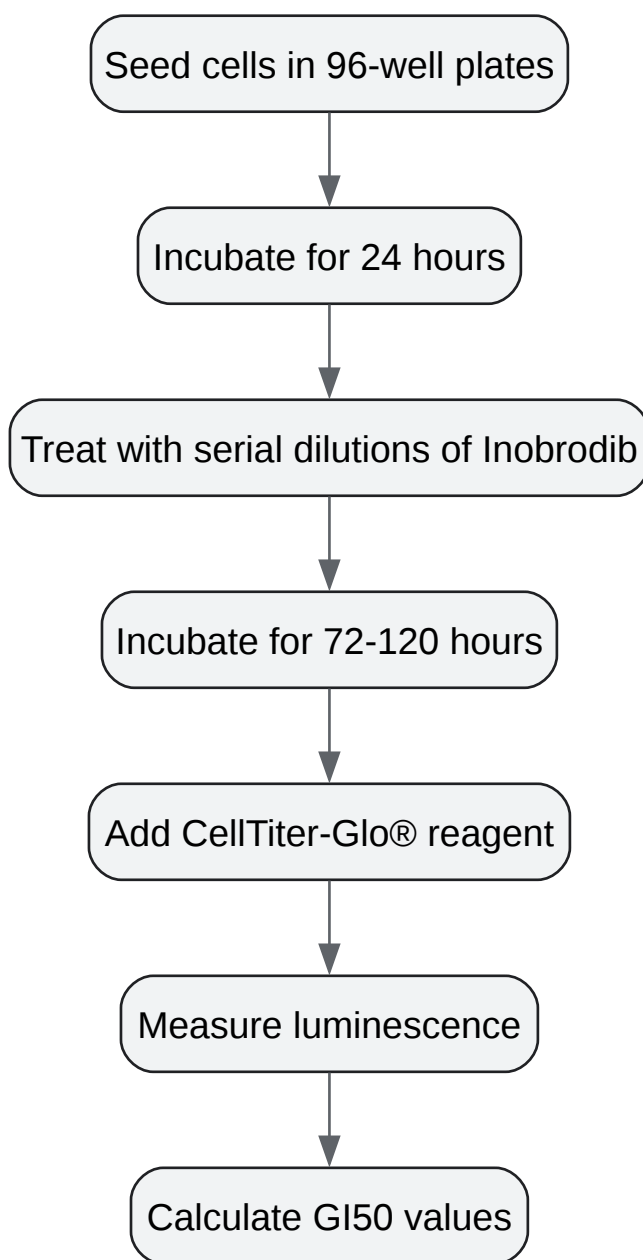 Seed cells in 96-well plates
Incubate for 24 hours
Treat with serial dilutions of Inobrodib
Incubate for 72-120 hours
Add CellTiter-Glo® reagent
Measure luminescence
Calculate GI50 values